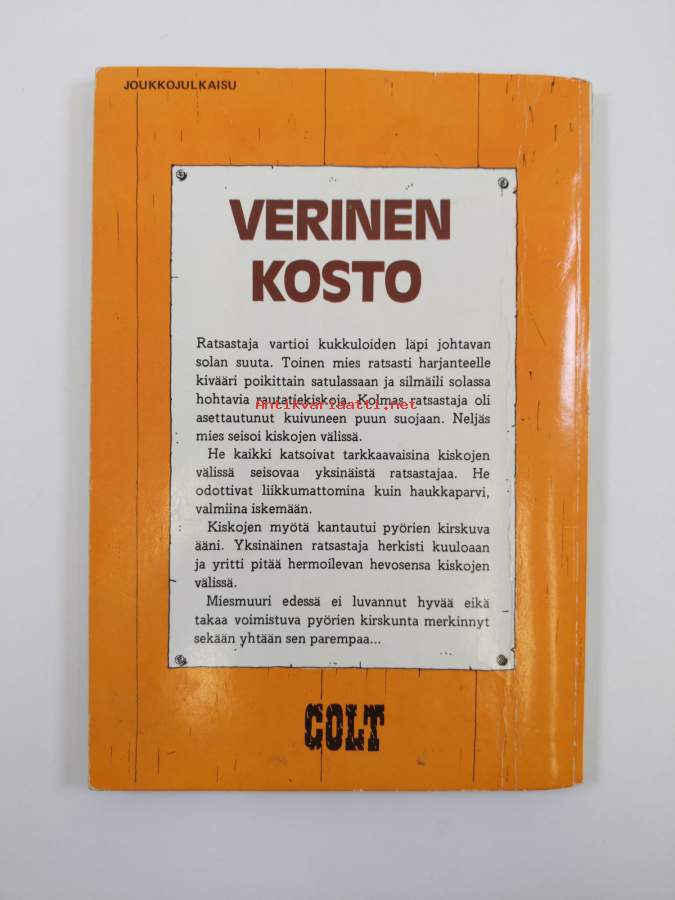 JOUKKOJULKAISU
VERINEN
KOSTO
Ratsastaja vartioi kukkuloiden läpi johtavan
solan suuta. Toinen mies ratsasti harjanteelle
kivääri poikittain satulassaan ja silmäili solassa
hohtavia rautatiekiskoja. Kolmas ratsastaja oli
Antikvariaatti.net
asettautunut kuivuneen puun suojaan. Neljäs
mies seisoi kiskojen välissä.
He kaikki katsoivat tarkkaavaisina kiskojen
välissä seisovaa yksinäistä ratsastajaa. He
odottivat liikkumattomina kuin haukkaparvi,
valmiina iskemään.
Kiskojen myötä kantautui pyörien kirskuva
ääni. Yksinäinen ratsastaja herkisti kuuloaan
ja yritti pitää hermoilevan hevosensa kiskojen
välissä.
Miesmuuri edessä ei luvannut hyvää eikä
takaa voimistuva pyörien kirskunta merkinnyt
sekään yhtään sen parempaa...
COLT